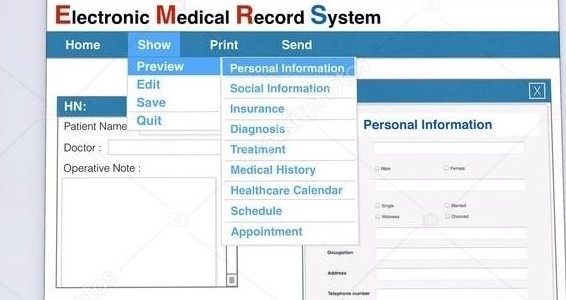 Electronic Medical Record System
Home Show Print Send
Preview
Edit
Save
Quit
Personal Information
Social Information
Insurance
Diagnosis
Treatment
Medical History
Healthcare Calendar
Schedule
Appointment
HN:
Patient Name
Doctor :
Operative Note :
X
Personal Information
Male Female
Single Married
Widowes Divorced
Occupation
Address
Telephone number